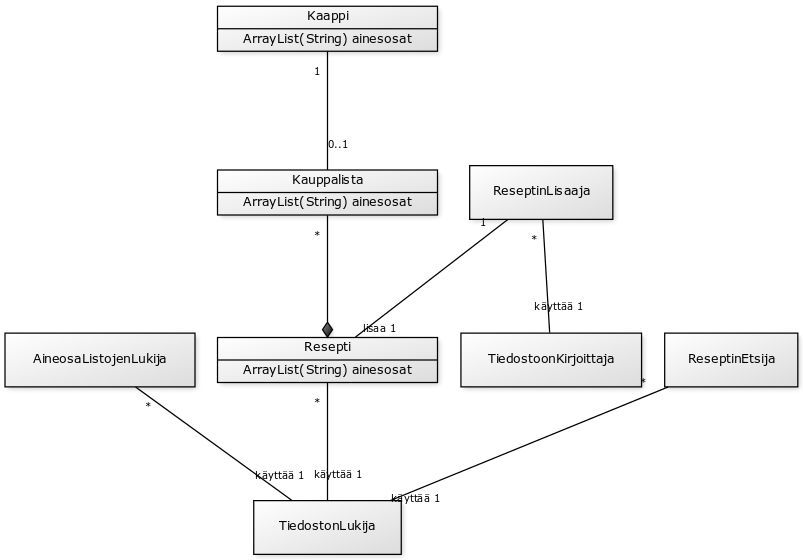 Kaappi
ArrayList(String) ainesosat
1
0..1
Kauppalista
ArrayList(String) ainesosat
ReseptinLisaaja
*
1
*
käyttää 1
lisaa 1
Resepti
ArrayList(String) ainesosat
AineosaListojenLukija
TiedostoonKirjoittaja
ReseptinEtsija
*
*
*
käyttää 1
käyttää 1
käyttää 1
TiedostonLukija